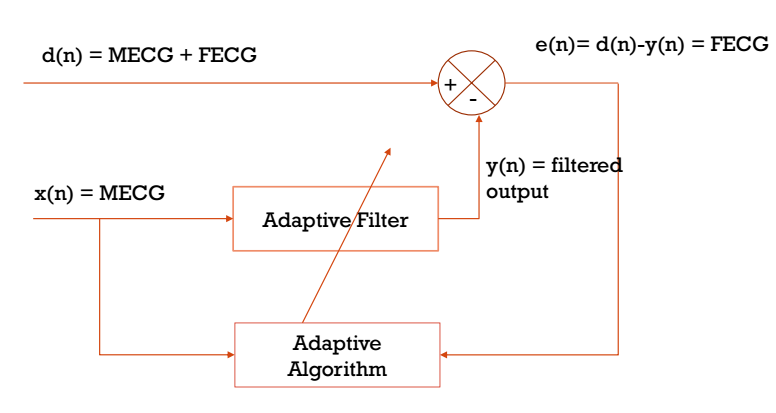 d(n) = MECG + FECG
e(n)= d(n)-y(n) = FECG
+
-
y(n) = filtered
output
x(n) = MECG
Adaptive Filter
Adaptive
Algorithm